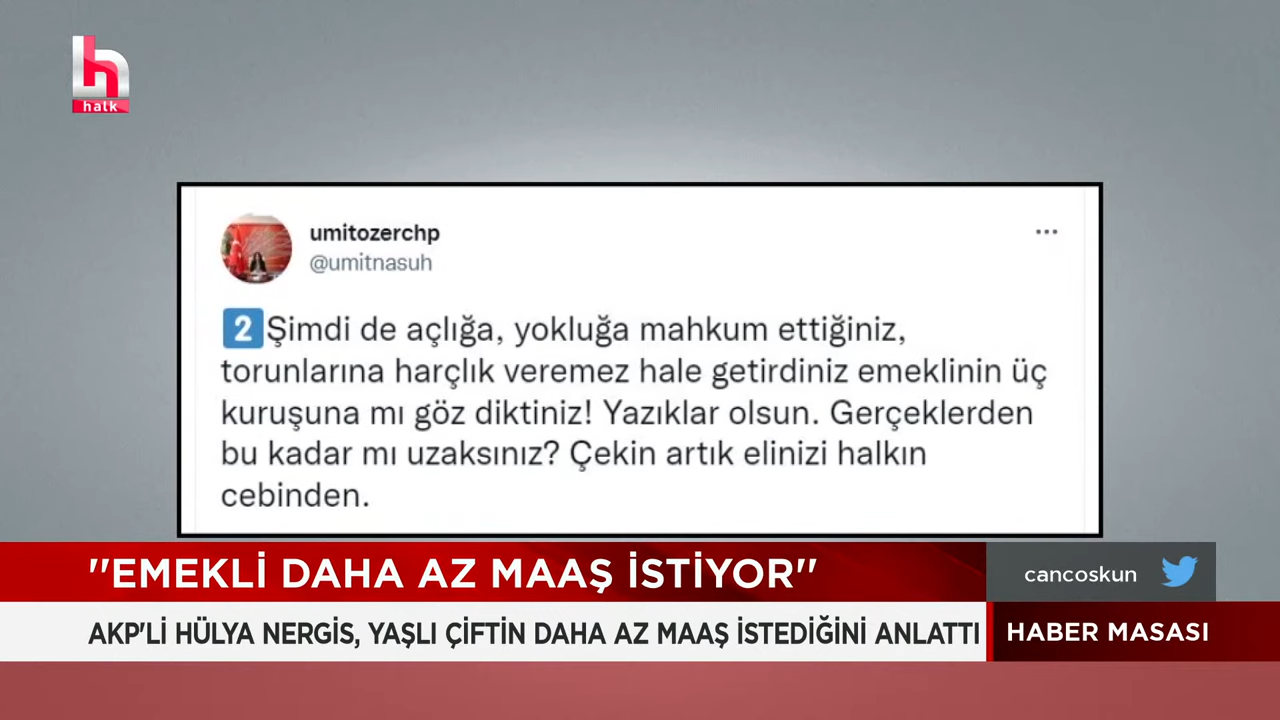 h
halk
umitozerchp
@umitnasuh
2 Şimdi de açlığa, yokluğa mahkum ettiğiniz,
torunlarına harçlık veremez hale getirdiniz emeklinin üç
kuruşuna mı göz diktiniz! Yazıklar olsun. Gerçeklerden
bu kadar mı uzaksınız? Çekin artık elinizi halkın
cebinden.
"EMEKLİ DAHA AZ MAAŞ İSTİYOR"
cancoskun
AKP'Lİ HÜLYA NERGİS, YAŞLI ÇİFTİN DAHA AZ MAAŞ İSTEDİĞİNİ ANLATTI
HABER MASASI